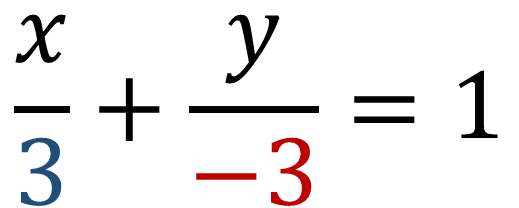 x/3 + y/−3 = 1